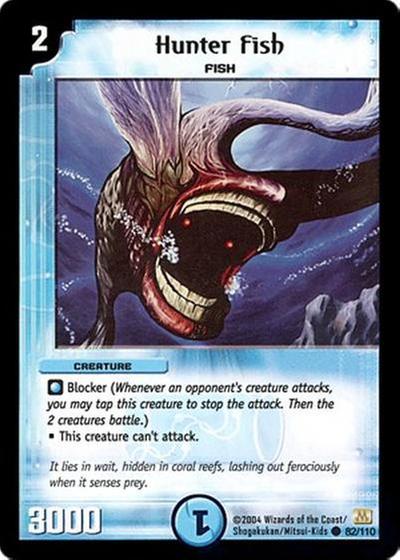 2
Hunter Fish
FISH
CREATURE
Blocker (Whenever an opponent's creature attacks,
you may tap this creature to stop the attack. Then the
2 creatures battle.)
▪ This creature can't attack.
It lies in wait, hidden in coral reefs, lashing out ferociously
when it senses prey.
3000
1
©2004 Wizards of the Coast/
Shogakukan/Mitsui-Kids ● 82/110